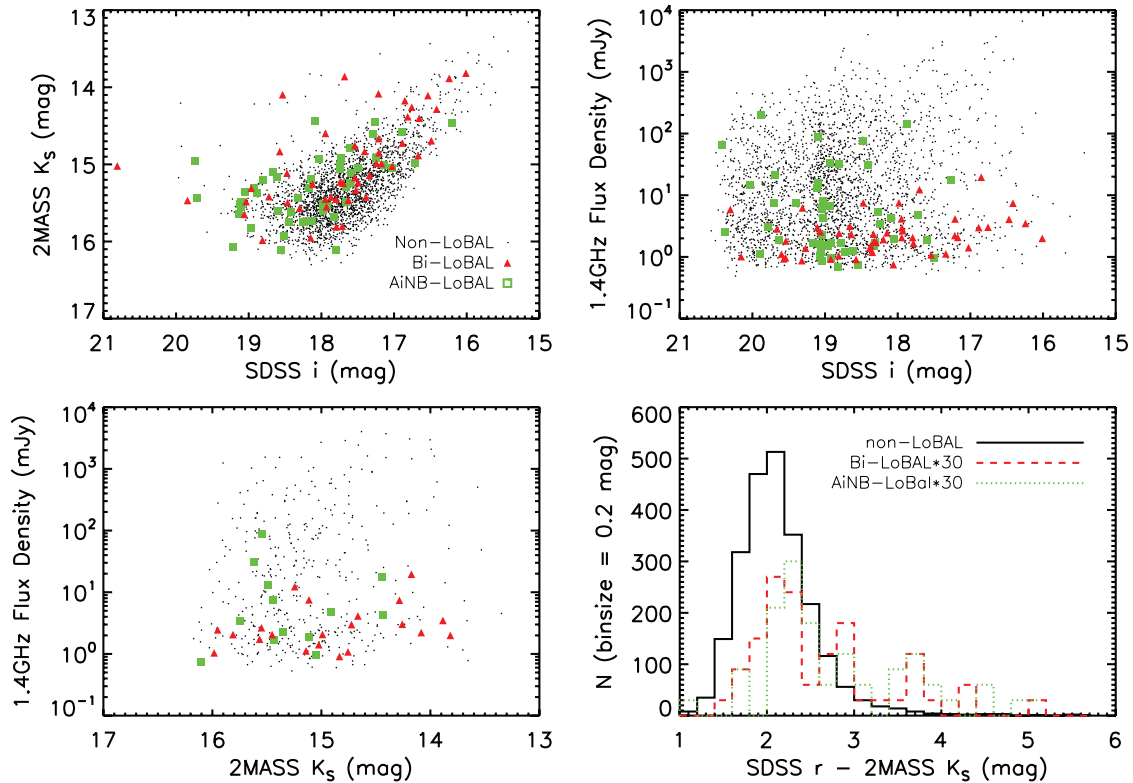 13
14
15
16
17
2MASS Ks (mag)
Non−LoBAL
Bi−LoBAL
AiNB−LoBAL
21 20 19 18 17 16 15
SDSS i (mag)
10^4
10^3
10^2
10^1
10^0
10^−1
1.4GHz Flux Density (mJy)
21 20 19 18 17 16 15
SDSS i (mag)
10^4
10^3
10^2
10^1
10^0
10^−1
1.4GHz Flux Density (mJy)
17 16 15 14 13
2MASS Ks (mag)
600
500
400
300
200
100
0
N (binsize = 0.2 mag)
non−LoBAL
Bi−LoBAL*30
AiNB−LoBal*30
1 2 3 4 5 6
SDSS r − 2MASS Ks (mag)